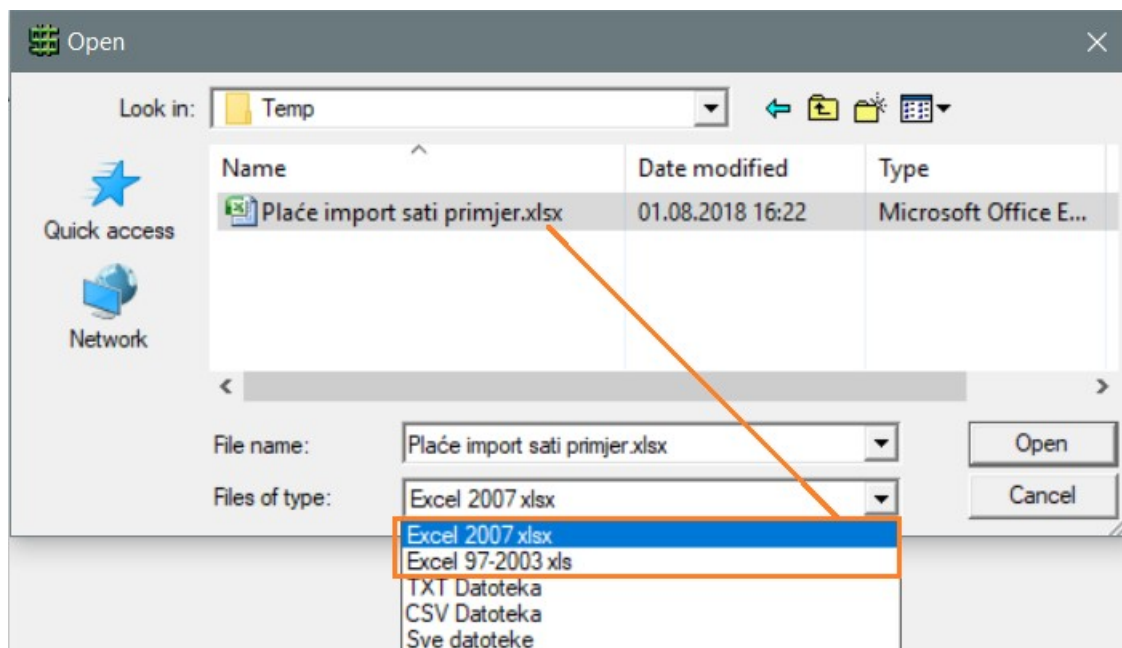 Open
Look in: Temp
Name Date modified Type
Plaće import sati primjer.xlsx 01.08.2018 16:22 Microsoft Office E...
Quick access
Network
File name: Plaće import sati primjer.xlsx Open
Files of type: Excel 2007 xlsx Cancel
Excel 2007 xlsx
Excel 97-2003 xls
TXT Datoteka
CSV Datoteka
Sve datoteke